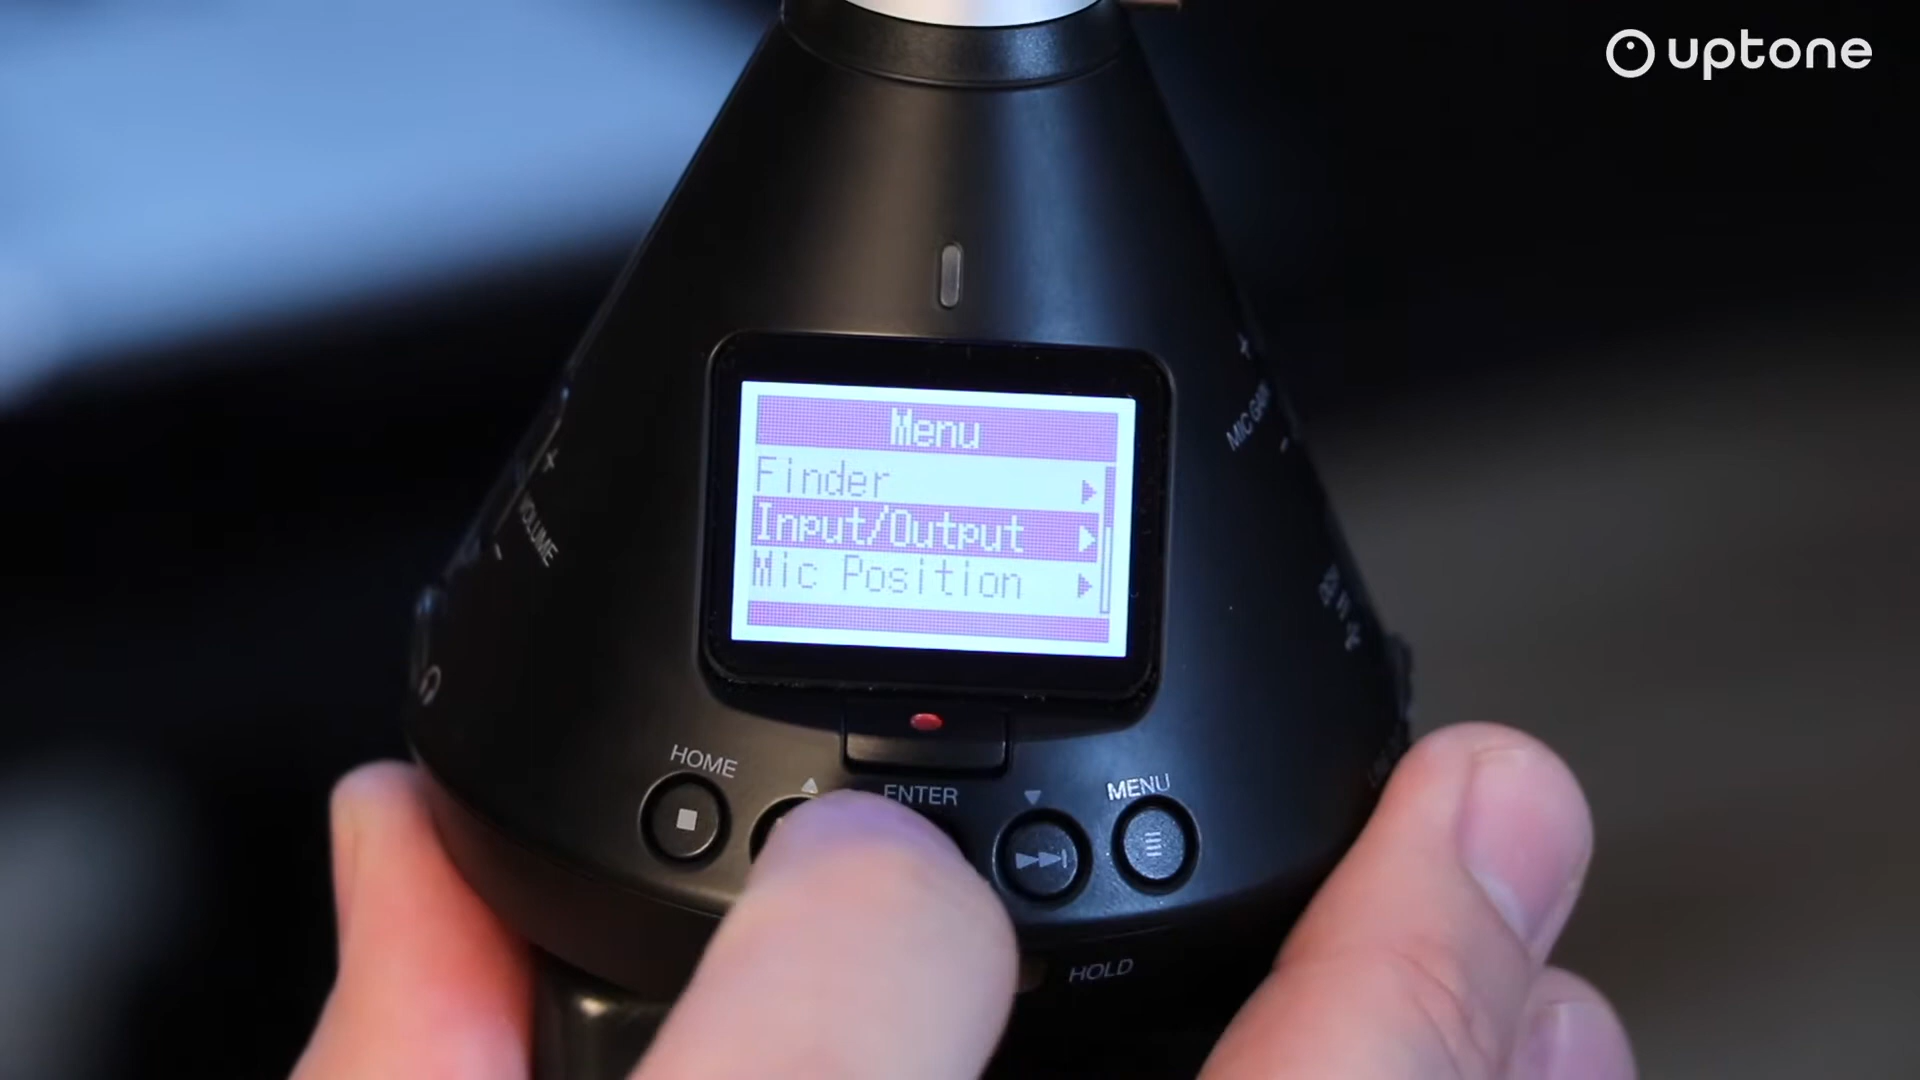 uptone
Menu
Finder
Input/Output
Mic Position
+
VOLUME
-
+
MIC GAIN
-
HOME
ENTER
MENU
HOLD